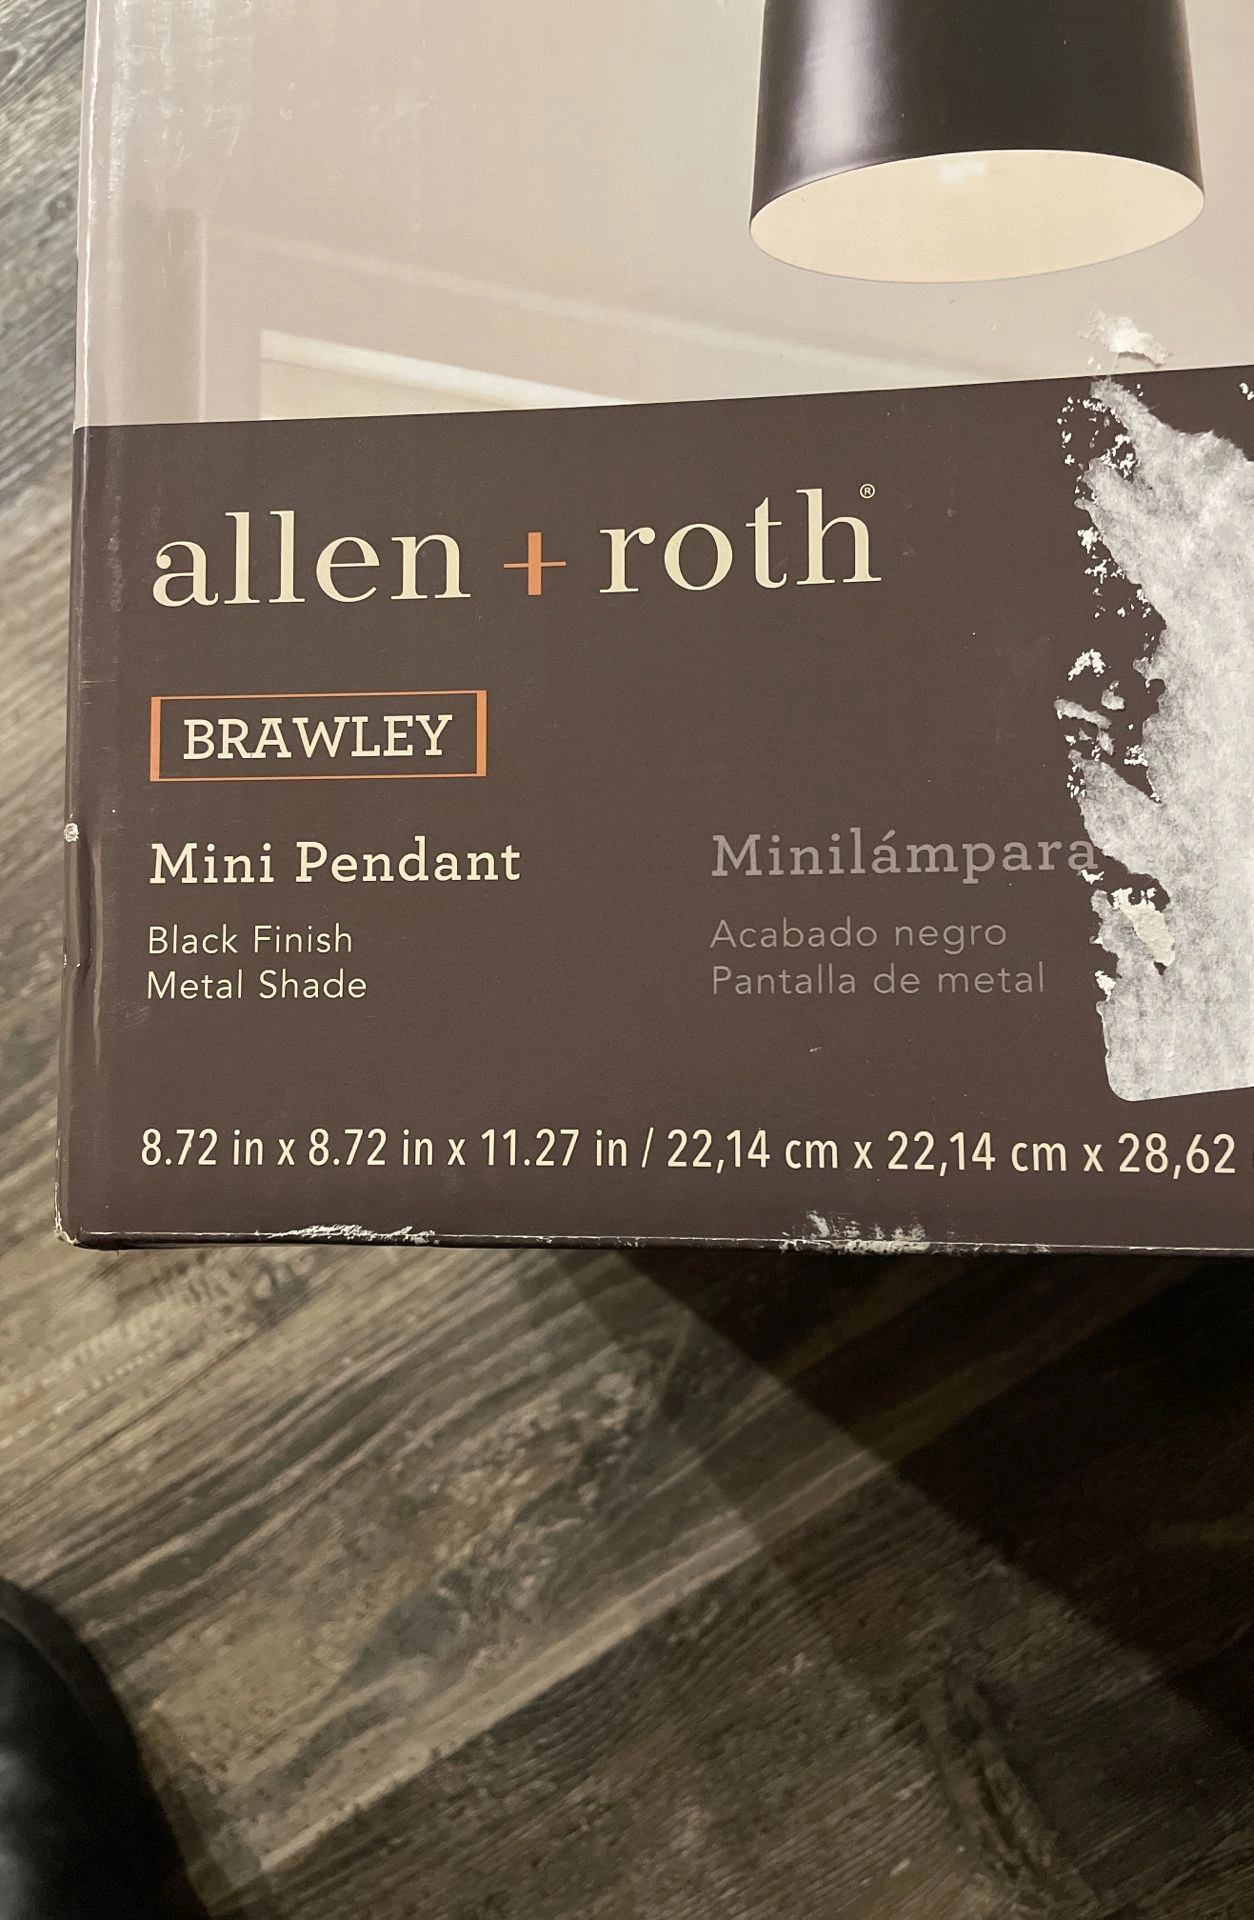 allen + roth®
BRAWLEY
Mini Pendant
Black Finish
Metal Shade
Minilámpara
Acabado negro
Pantalla de metal
8.72 in x 8.72 in x 11.27 in / 22,14 cm x 22,14 cm x 28,62